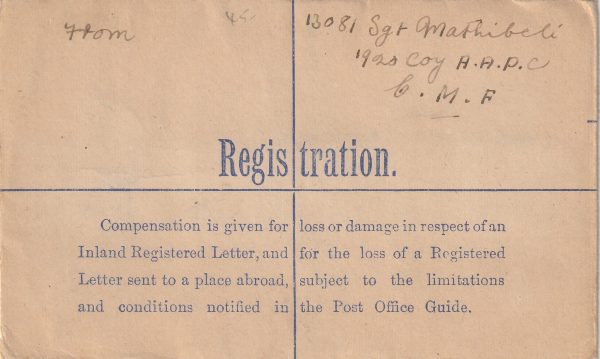 From 45. 13081 Sgt Mathibeli
1920 Coy A.A.P.C
C.M.F
Registration.
Compensation is given for loss or damage in respect of an
Inland Registered Letter, and for the loss of a Registered
Letter sent to a place abroad, subject to the limitations
and conditions notified in the Post Office Guide.